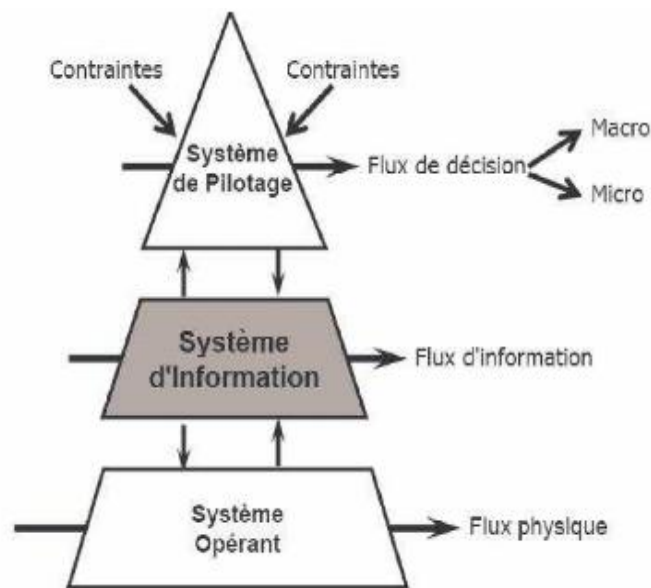 Contraintes
Contraintes
Système
de Pilotage
Flux de décision
Macro
Micro
Système
d'Information
Flux d'information
Système
Opérant
Flux physique